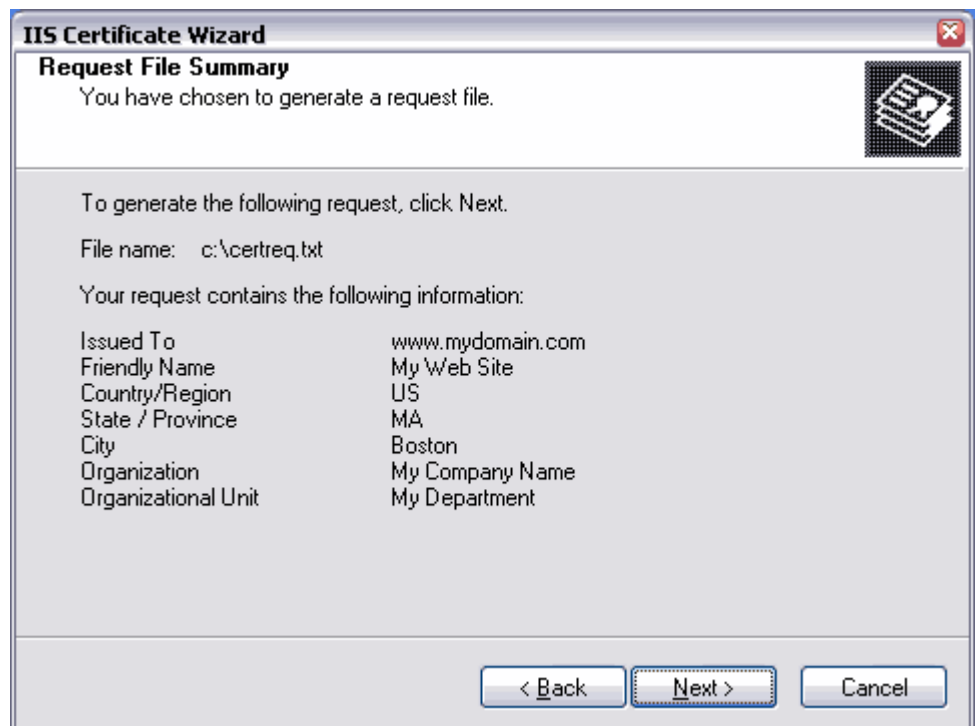 IIS Certificate Wizard
Request File Summary
You have chosen to generate a request file.
To generate the following request, click Next.
File name: c:\certreq.txt
Your request contains the following information:
Issued To www.mydomain.com
Friendly Name My Web Site
Country/Region US
State / Province MA
City Boston
Organization My Company Name
Organizational Unit My Department
< Back Next > Cancel